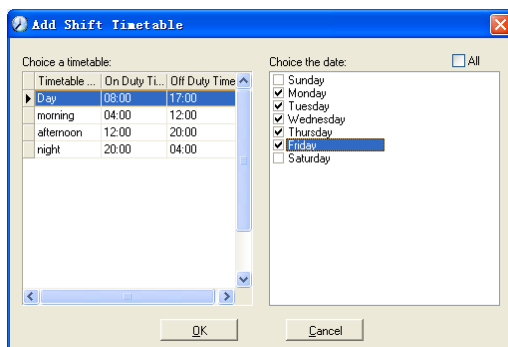 Add Shift Timetable
Choice a timetable:
Timetable ... On Duty Ti... Off Duty Time
Day 08:00 17:00
morning 04:00 12:00
afternoon 12:00 20:00
night 20:00 04:00
Choice the date:
All
Sunday
Monday
Tuesday
Wednesday
Thursday
Friday
Saturday
OK
Cancel